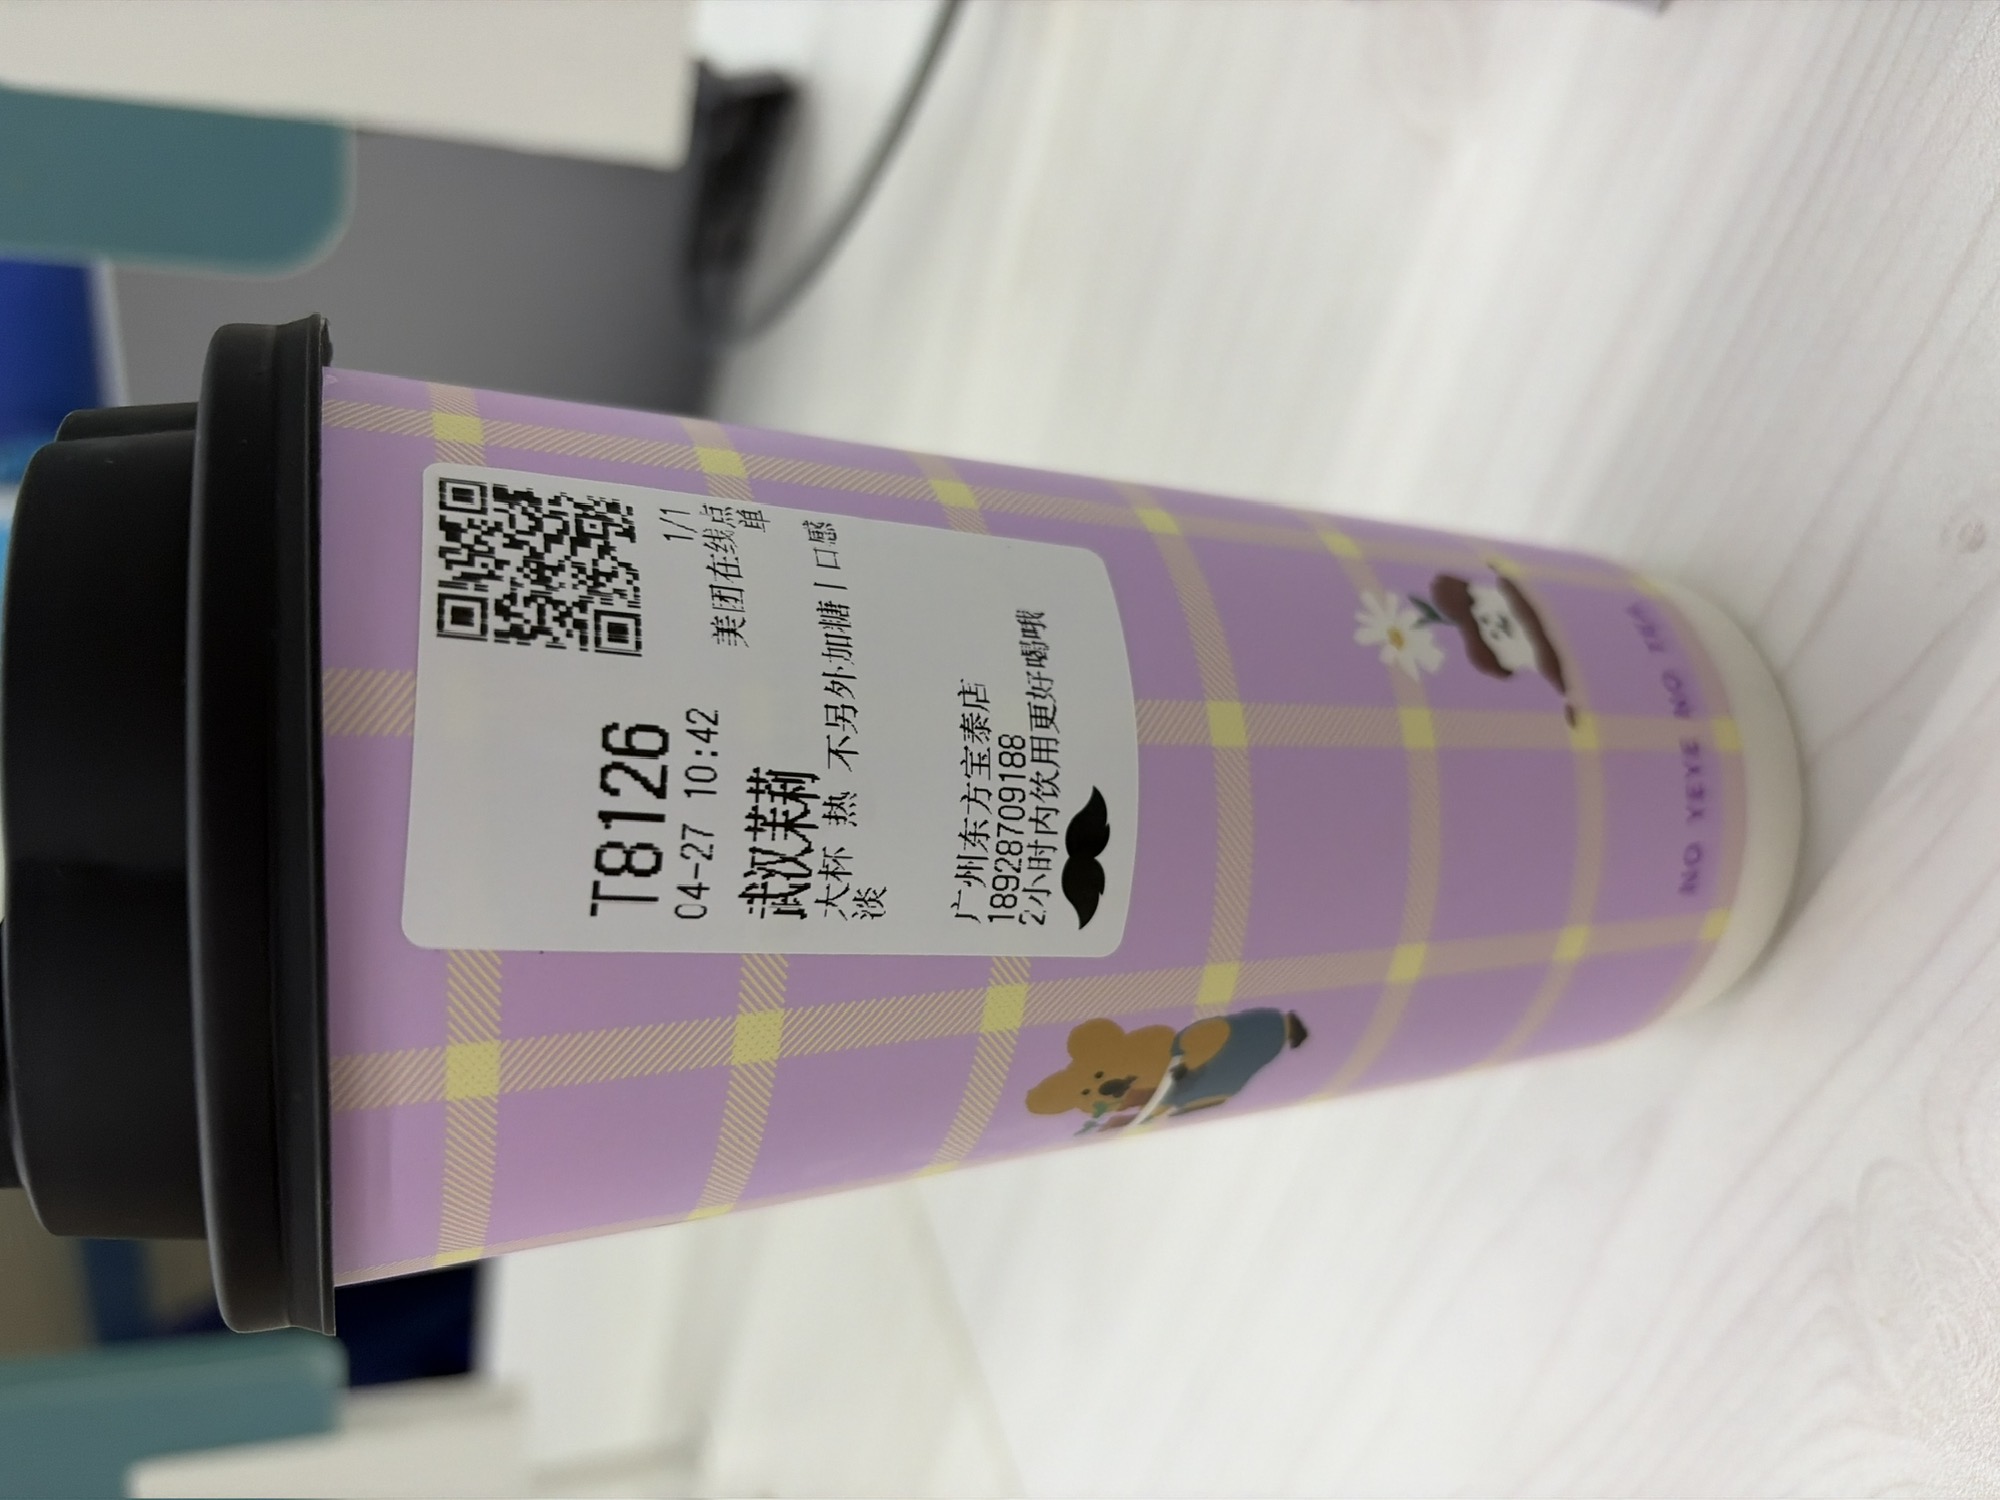 T8126
1/1
04-27 10:42
美团在线点
单
武汉茉莉
大杯 热 不另外加糖 | 口感
淡
广州东方宝泰店
18928709188
2小时内饮用更好喝哦
NO YEYE NO TEA